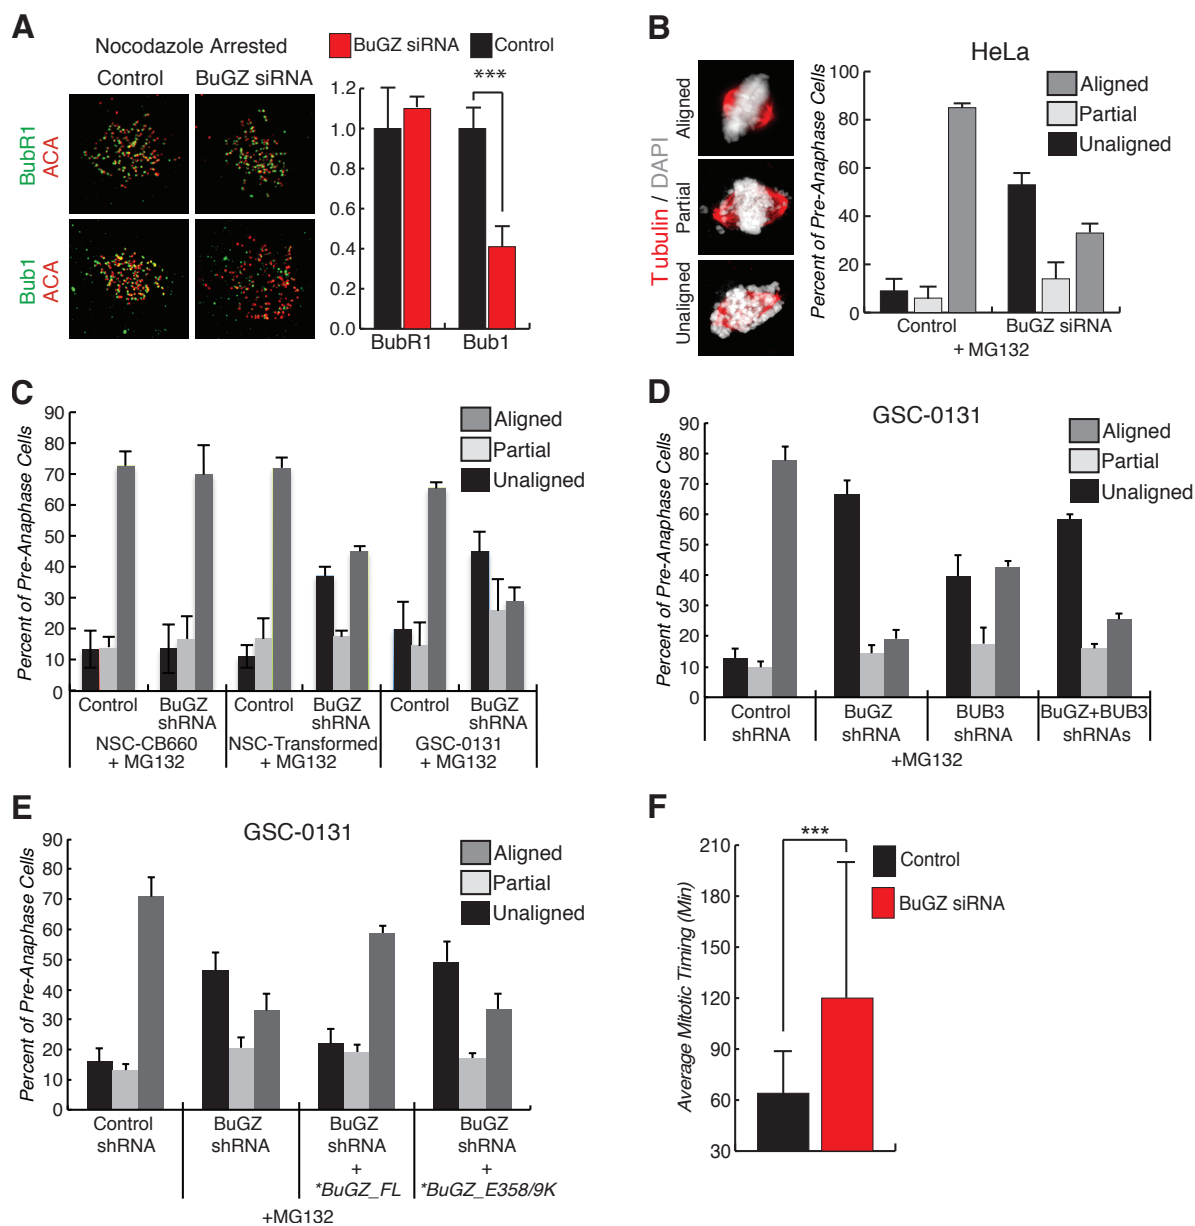 A
Nocodazole Arrested
Control BuGZ siRNA
BubR1
ACA
Bub1
ACA
BuGZ siRNA Control
***
1.2
1.0
0.8
0.6
0.4
0.2
0.0
BubR1 Bub1
B
HeLa
Tubulin / DAPI
Aligned
Partial
Unaligned
Percent of Pre-Anaphase Cells
100
80
60
40
20
0
Aligned
Partial
Unaligned
Control BuGZ siRNA
+ MG132
C
Percent of Pre-Anaphase Cells
90
80
70
60
50
40
30
20
10
0
Aligned
Partial
Unaligned
Control BuGZ shRNA Control BuGZ shRNA Control BuGZ shRNA
NSC-CB660 NSC-Transformed GSC-0131
+ MG132 + MG132 + MG132
D
GSC-0131
Percent of Pre-Anaphase Cells
90
80
70
60
50
40
30
20
10
0
Aligned
Partial
Unaligned
Control BuGZ BUB3 BuGZ+BUB3
shRNA shRNA shRNA shRNAs
+MG132
E
GSC-0131
Percent of Pre-Anaphase Cells
90
80
70
60
50
40
30
20
10
0
Aligned
Partial
Unaligned
Control BuGZ BuGZ BuGZ
shRNA shRNA shRNA shRNA
+ +
*BuGZ_FL *BuGZ_E358/9K
+MG132
F
Average Mitotic Timing (Min)
210
180
150
120
90
60
30
***
Control
BuGZ siRNA